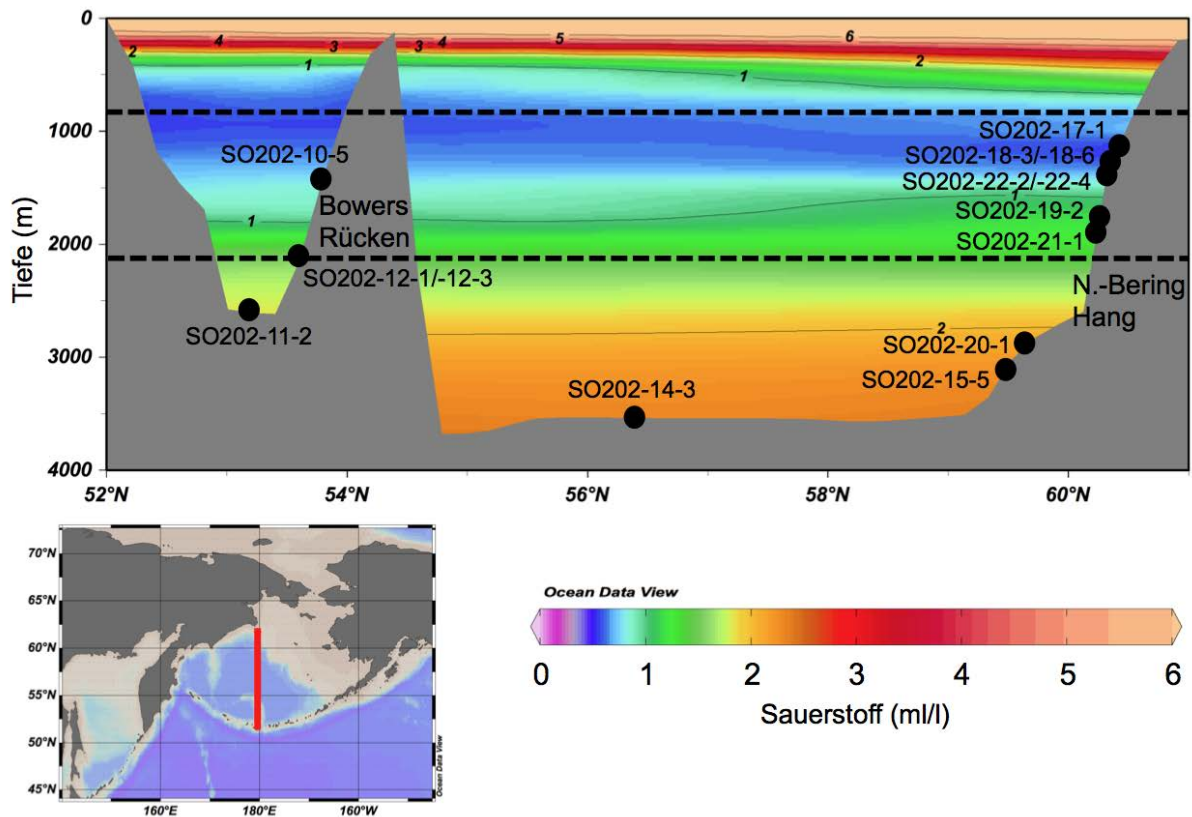 0
2
4
3
3
4
5
6
2
1
1
1000
SO202-17-1
SO202-10-5
SO202-18-3/-18-6
SO202-22-2/-22-4
Bowers
Rücken
1
1
SO202-19-2
SO202-21-1
2000
Tiefe (m)
SO202-12-1/-12-3
N.-Bering
Hang
SO202-11-2
2
SO202-20-1
3000
SO202-15-5
SO202-14-3
4000
52°N
54°N
56°N
58°N
60°N
70°N
65°N
60°N
55°N
50°N
45°N
160°E
180°E
160°W
Ocean Data View
Ocean Data View
0 1 2 3 4 5 6
Sauerstoff (ml/l)